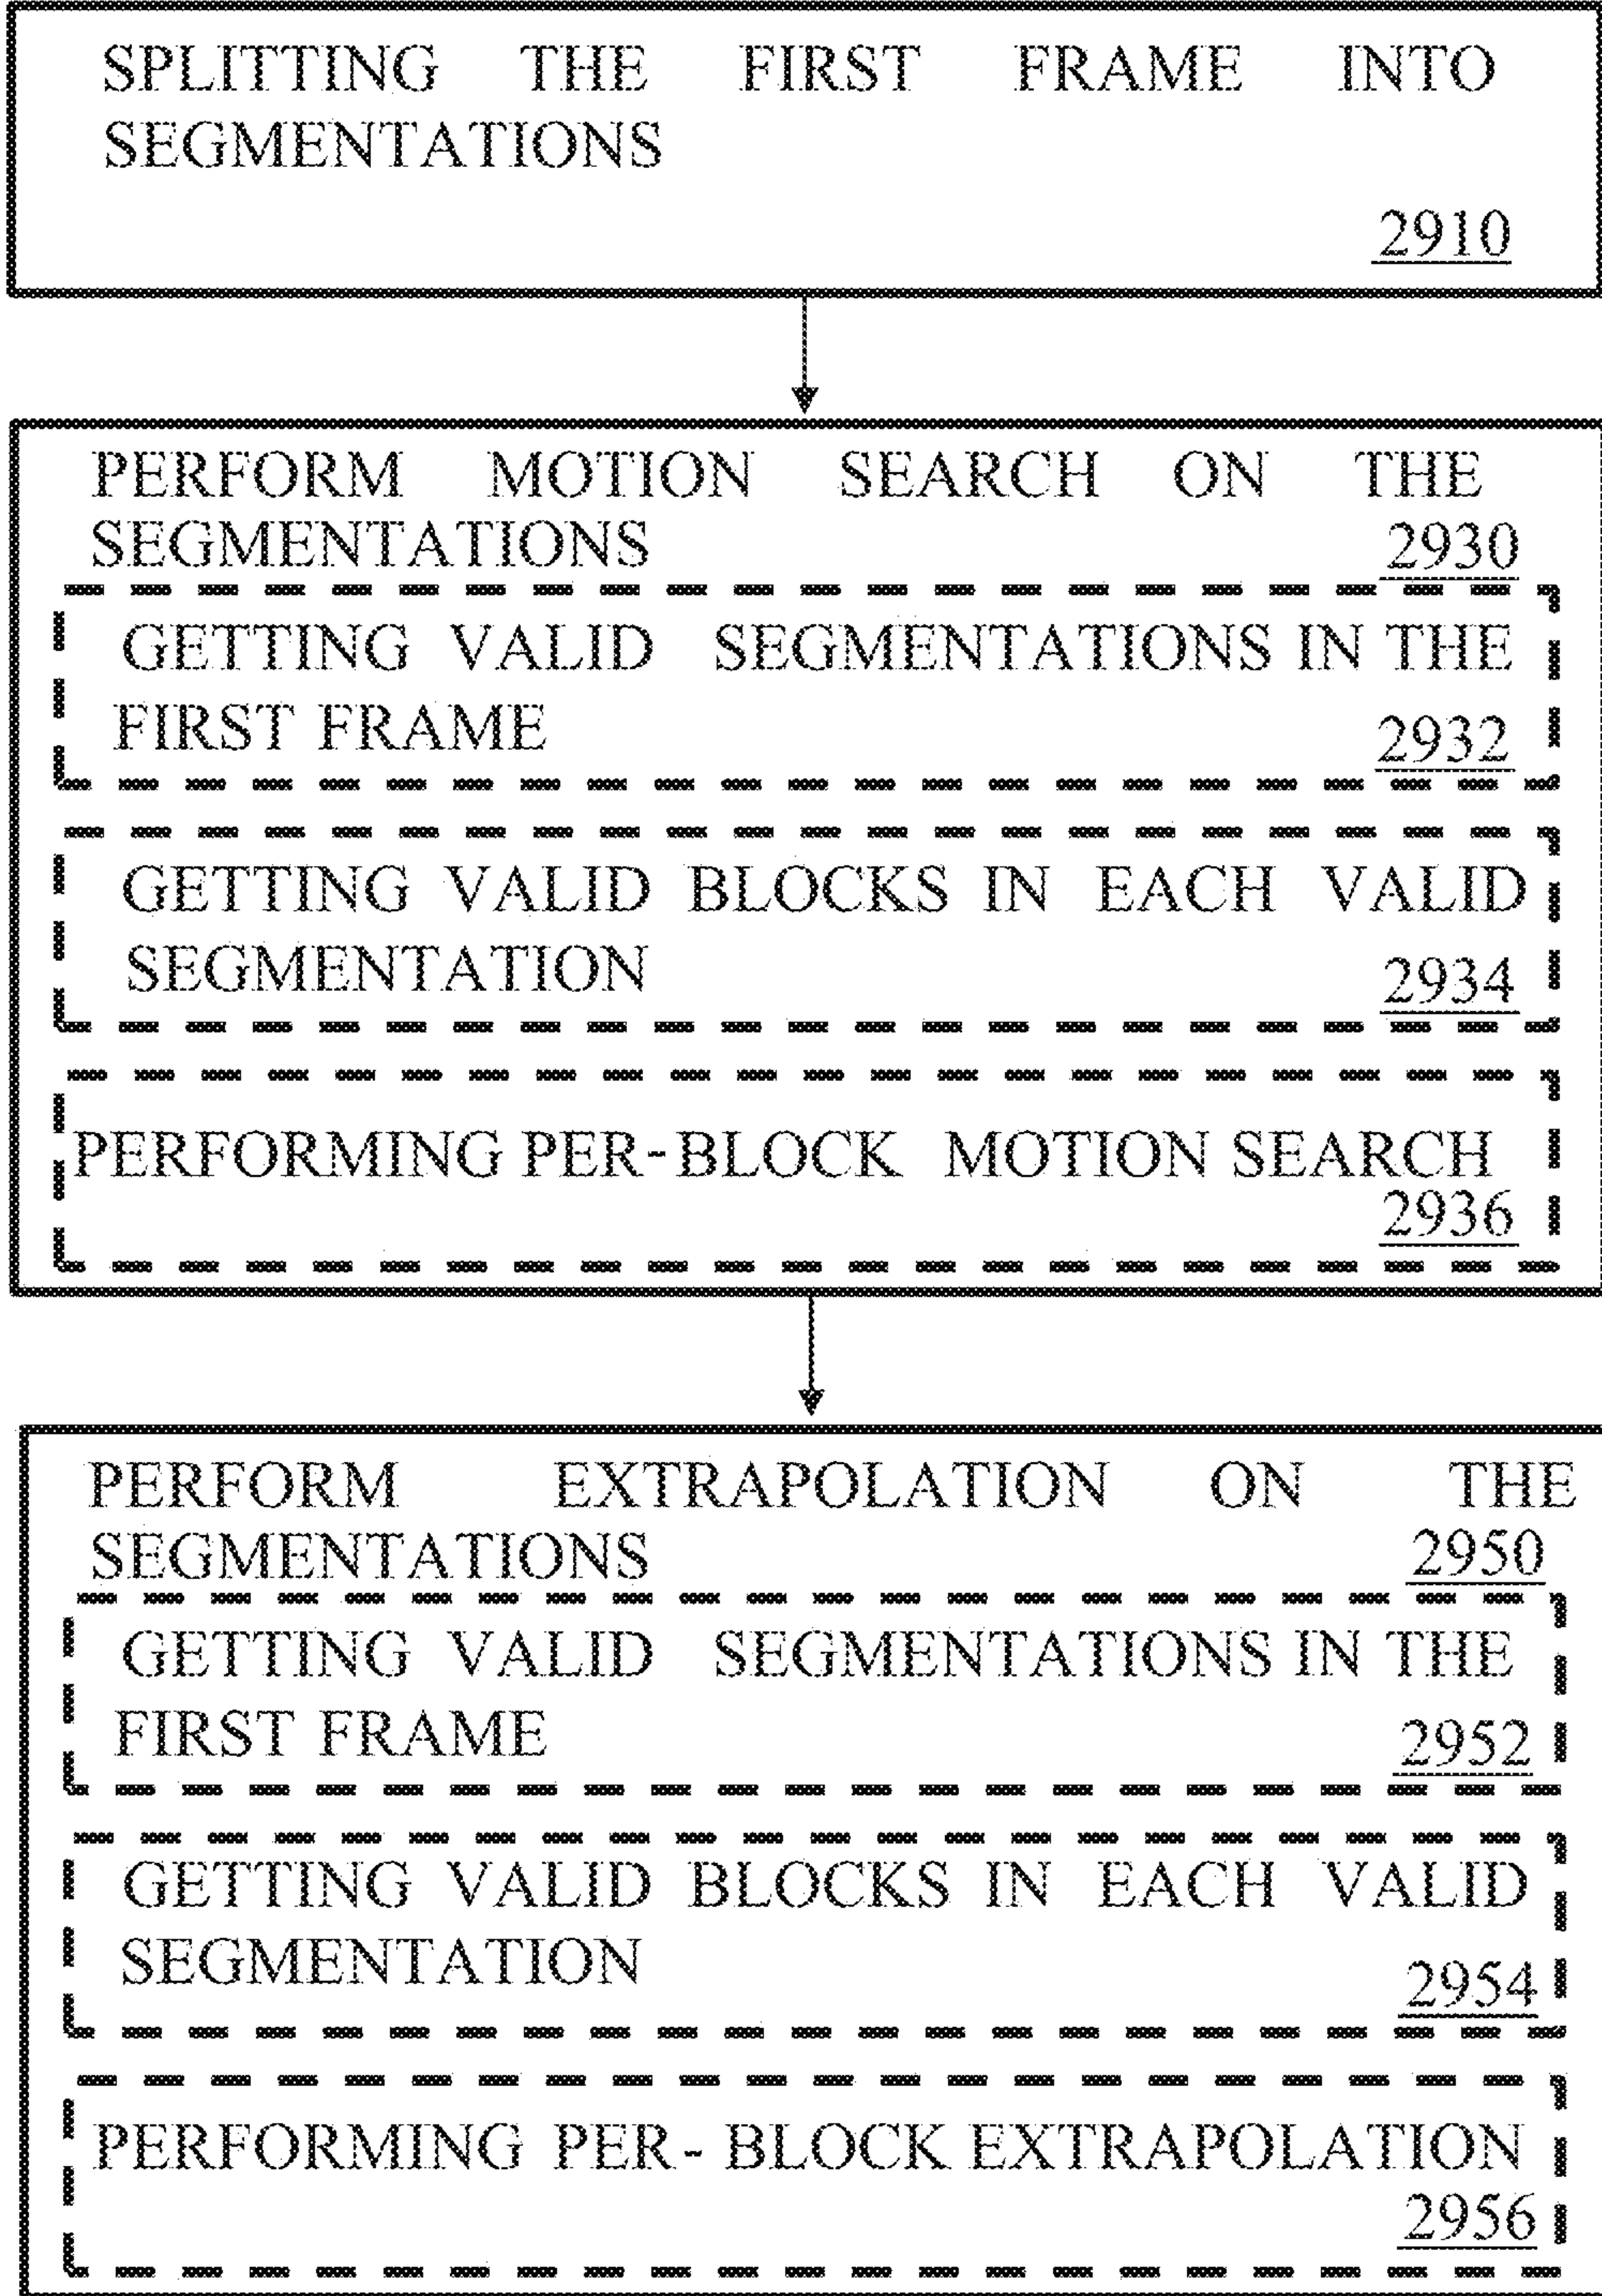 SPLITTING THE FIRST FRAME INTO
SEGMENTATIONS
2910
PERFORM MOTION SEARCH ON THE
SEGMENTATIONS 2930
GETTING VALID SEGMENTATIONS IN THE
FIRST FRAME 2932
GETTING VALID BLOCKS IN EACH VALID
SEGMENTATION 2934
PERFORMING PER-BLOCK MOTION SEARCH
2936
PERFORM EXTRAPOLATION ON THE
SEGMENTATIONS 2950
GETTING VALID SEGMENTATIONS IN THE
FIRST FRAME 2952
GETTING VALID BLOCKS IN EACH VALID
SEGMENTATION 2954
PERFORMING PER-BLOCK EXTRAPOLATION
2956